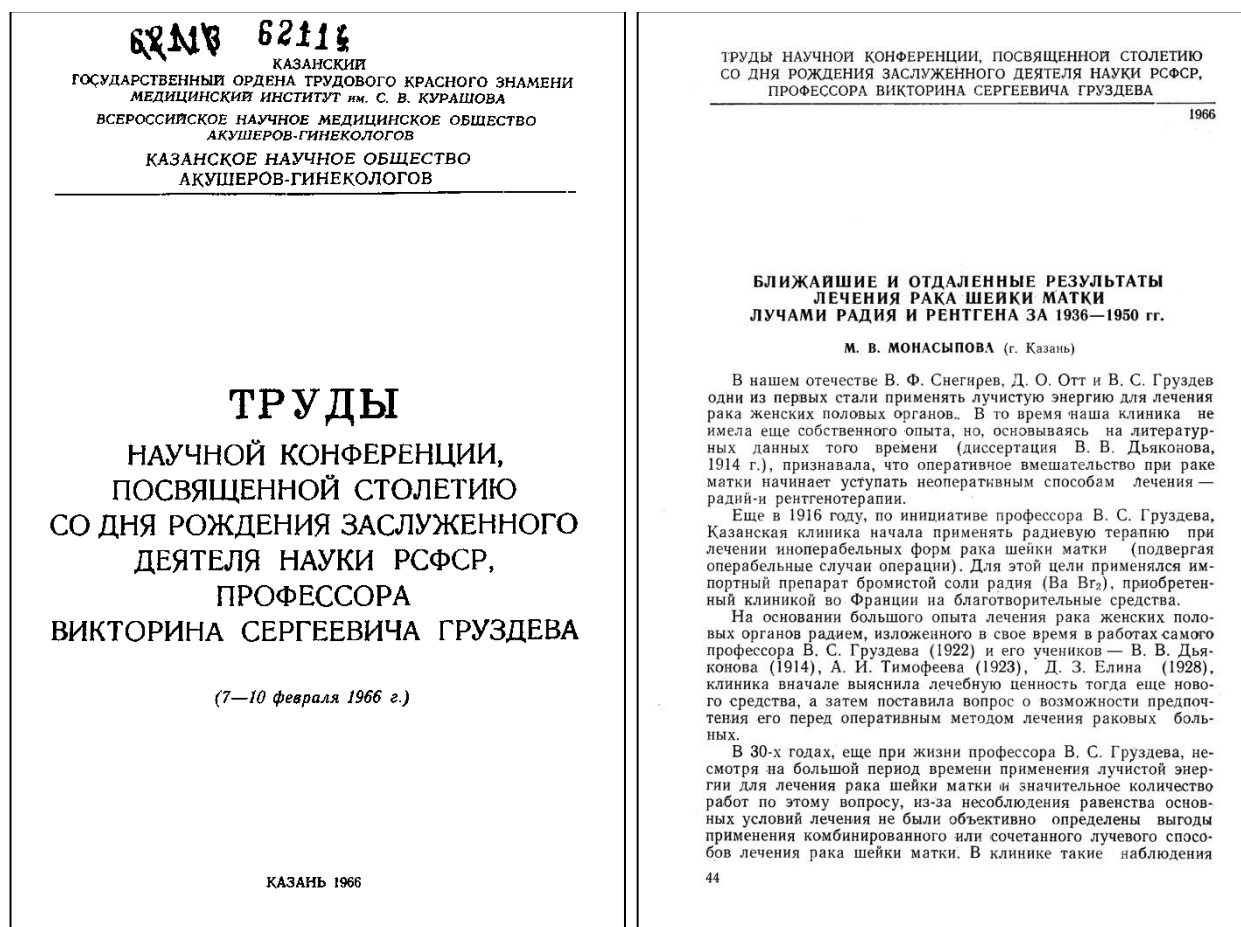 62114
КАЗАНСКИЙ
ГОСУДАРСТВЕННЫЙ ОРДЕНА ТРУДОВОГО КРАСНОГО ЗНАМЕНИ
МЕДИЦИНСКИЙ ИНСТИТУТ им. С. В. КУРАШОВА
ВСЕРОССИЙСКОЕ НАУЧНОЕ МЕДИЦИНСКОЕ ОБЩЕСТВО
АКУШЕРОВ-ГИНЕКОЛОГОВ
КАЗАНСКОЕ НАУЧНОЕ ОБЩЕСТВО
АКУШЕРОВ-ГИНЕКОЛОГОВ
ТРУДЫ
НАУЧНОЙ КОНФЕРЕНЦИИ,
ПОСВЯЩЕННОЙ СТОЛЕТИЮ
СО ДНЯ РОЖДЕНИЯ ЗАСЛУЖЕННОГО
ДЕЯТЕЛЯ НАУКИ РСФСР,
ПРОФЕССОРА
ВИКТОРИНА СЕРГЕЕВИЧА ГРУЗДЕВА
(7—10 февраля 1966 г.)
КАЗАНЬ 1966
ТРУДЫ НАУЧНОЙ КОНФЕРЕНЦИИ, ПОСВЯЩЕННОЙ СТОЛЕТИЮ
СО ДНЯ РОЖДЕНИЯ ЗАСЛУЖЕННОГО ДЕЯТЕЛЯ НАУКИ РСФСР,
ПРОФЕССОРА ВИКТОРИНА СЕРГЕЕВИЧА ГРУЗДЕВА
1966
БЛИЖАЙШИЕ И ОТДАЛЕННЫЕ РЕЗУЛЬТАТЫ
ЛЕЧЕНИЯ РАКА ШЕЙКИ МАТКИ
ЛУЧАМИ РАДИЯ И РЕНТГЕНА ЗА 1936—1950 гг.
М. В. МОНАСЫПОВА (г. Казань)
В нашем отечестве В. Ф. Снегирев, Д. О. Отт и В. С. Груздев
одни из первых стали применять лучистую энергию для лечения
рака женских половых органов.. В то время наша клиника не
имела еще собственного опыта, но, основываясь на литератур-
ных данных того времени (диссертация В. В. Дьяконова,
1914 г.), признавала, что оперативное вмешательство при раке
матки начинает уступать неоперативным способам лечения —
радий-и рентгенотерапии.
Еще в 1916 году, по инициативе профессора В. С. Груздева,
Казанская клиника начала применять радиевую терапию при
лечении иноперабельных форм рака шейки матки (подвергая
операбельные случаи операции). Для этой цели применялся им-
портный препарат бромистой соли радия (Ba Br₂), приобретен-
ный клиникой во Франции на благотворительные средства.
На основании большого опыта лечения рака женских поло-
вых органов радием, изложенного в свое время в работах самого
профессора В. С. Груздева (1922) и его учеников — В. В. Дья-
конова (1914), А. И. Тимофеева (1923), Д. З. Елина (1928),
клиника вначале выяснила лечебную ценность тогда еще ново-
го средства, а затем поставила вопрос о возможности предпоч-
тения его перед оперативным методом лечения раковых боль-
ных.
В 30-х годах, еще при жизни профессора В. С. Груздева, не-
смотря на большой период времени применения лучистой энер-
гии для лечения рака шейки матки и значительное количество
работ по этому вопросу, из-за несоблюдения равенства основ-
ных условий лечения не были объективно определены выгоды
применения комбинированного или сочетанного лучевого спосо-
бов лечения рака шейки матки. В клинике такие наблюдения
44